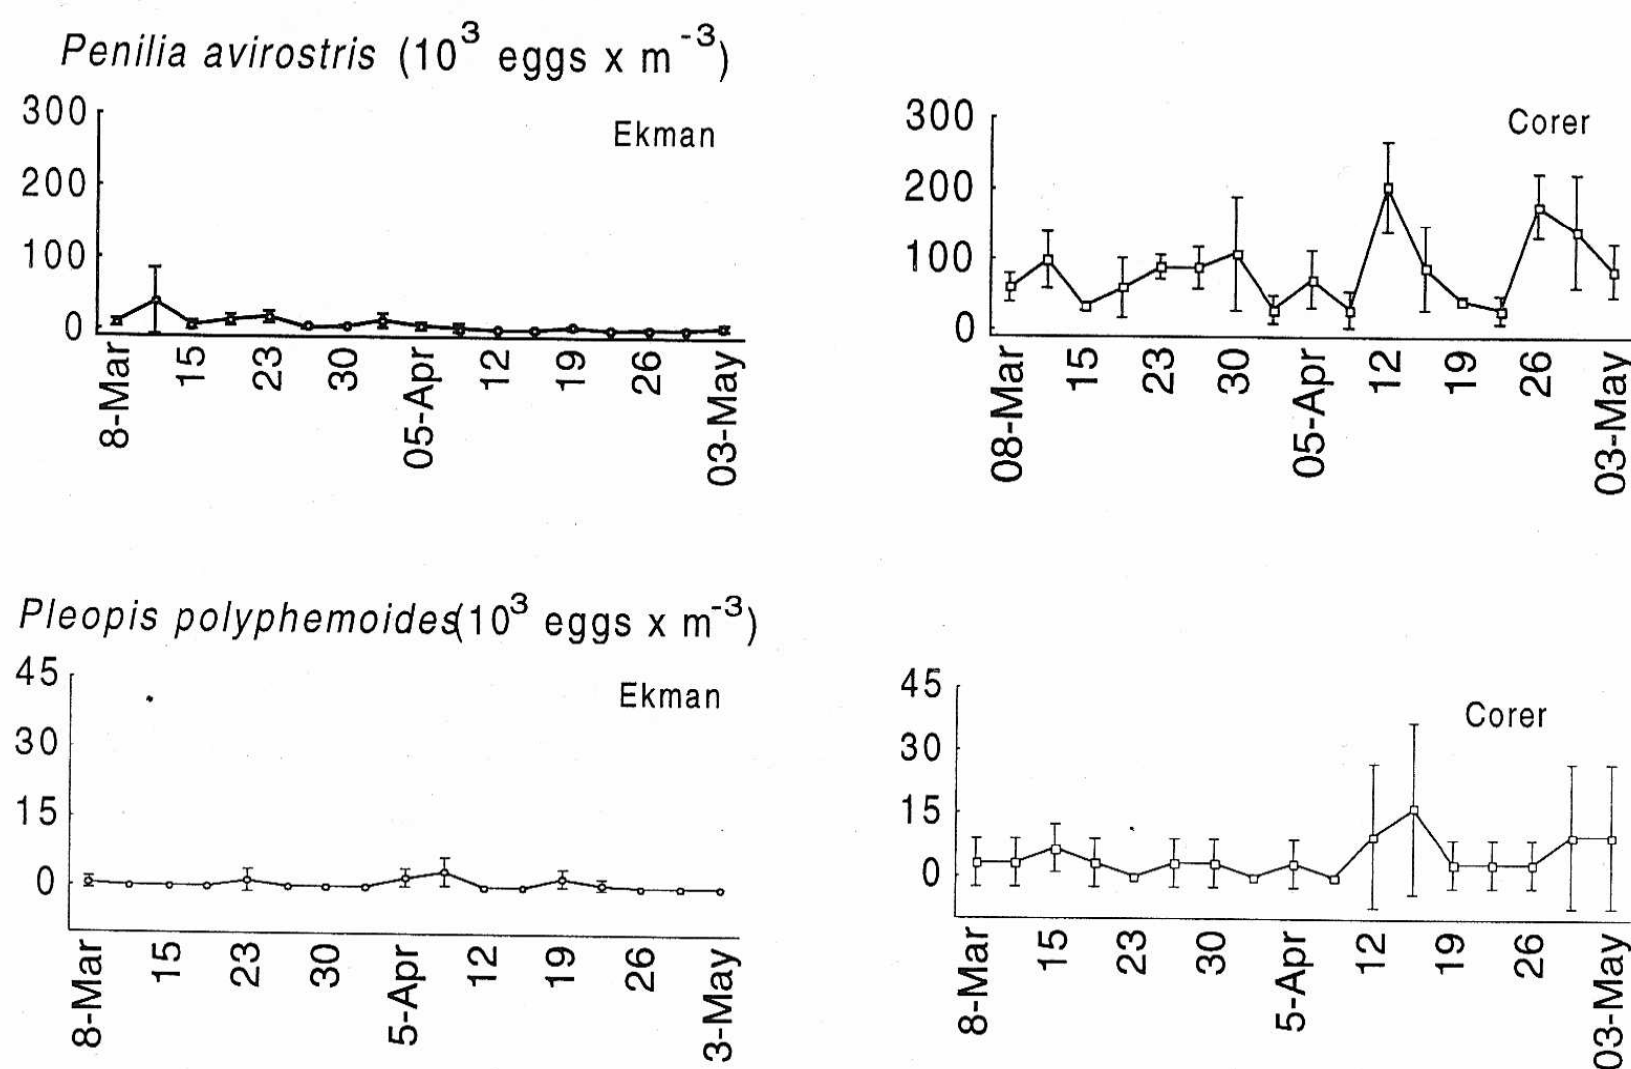 Penilia avirostris (10³ eggs x m⁻³)
300
200
100
0
Ekman
8-Mar
15
23
30
05-Apr
12
19
26
03-May
300
200
100
0
Corer
08-Mar
15
23
30
05-Apr
12
19
26
03-May
Pleopis polyphemoides(10³ eggs x m⁻³)
45
30
15
0
Ekman
8-Mar
15
23
30
5-Apr
12
19
26
3-May
45
30
15
0
Corer
8-Mar
15
23
30
5-Apr
12
19
26
03-May